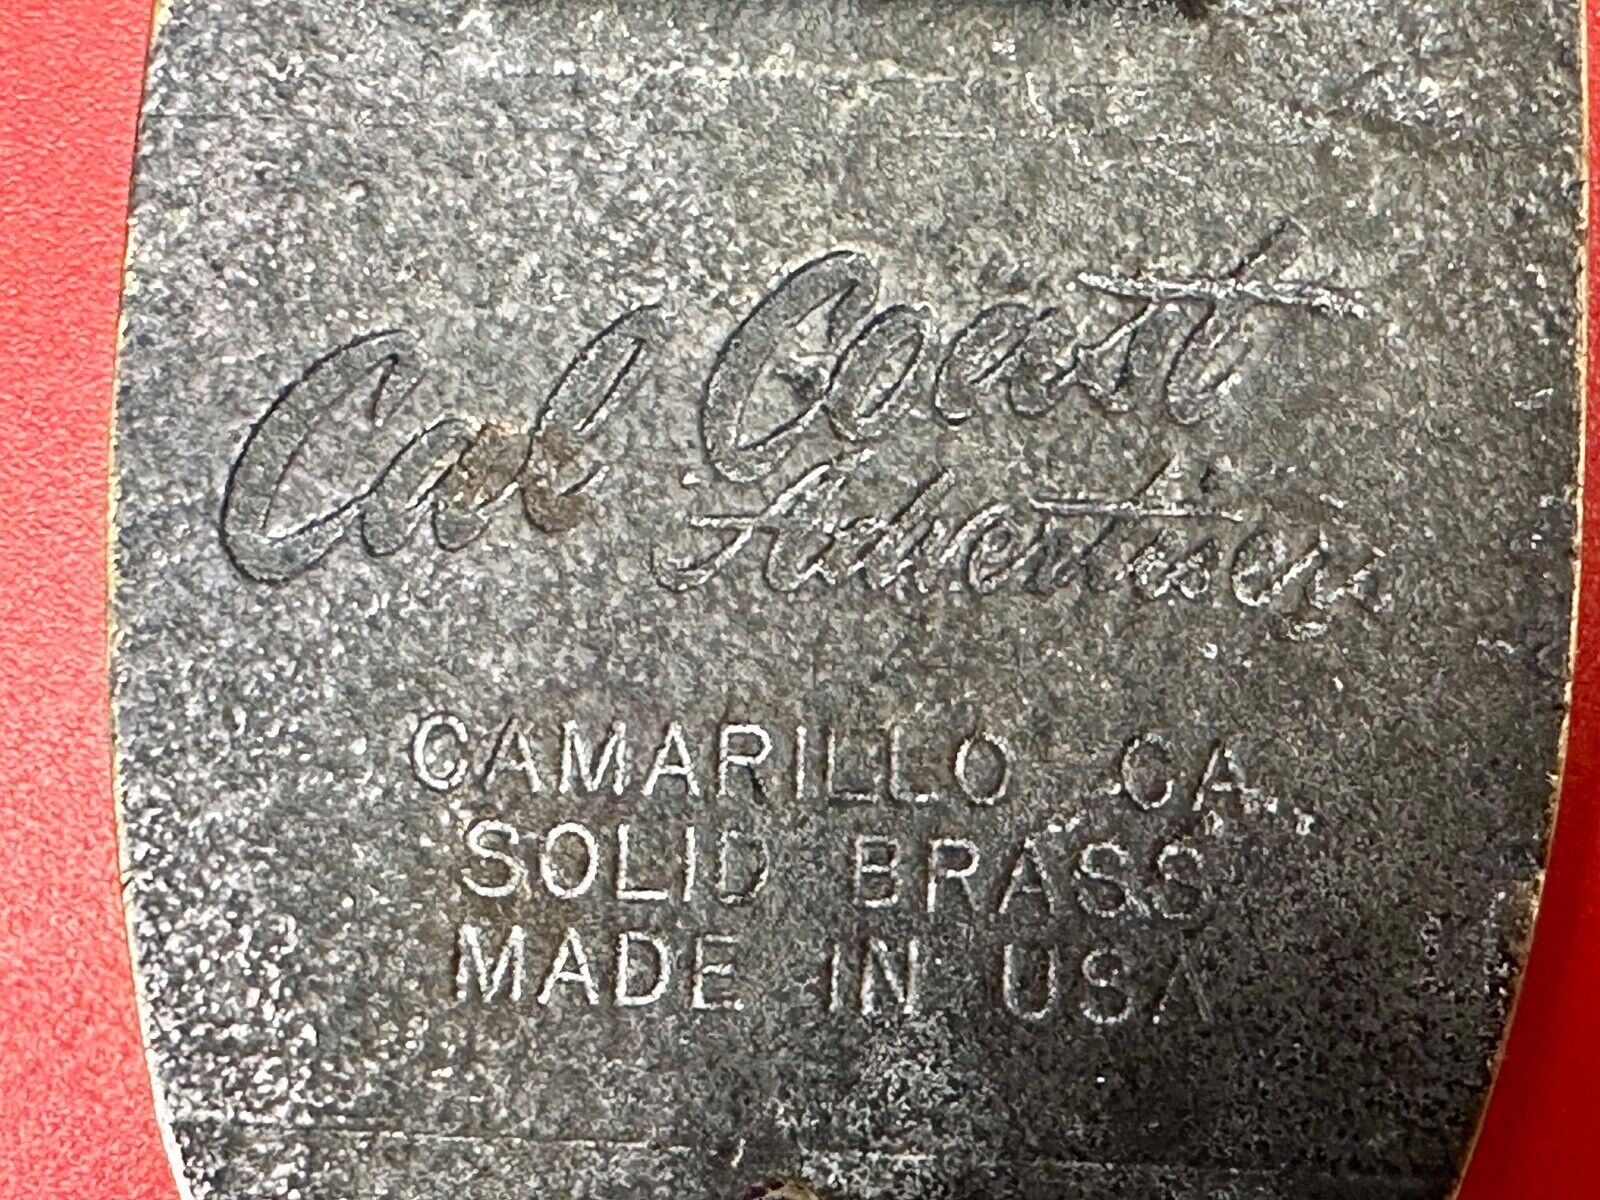 Cal Coast
Advertisers
CAMARILLO CA.
SOLID BRASS
MADE IN USA